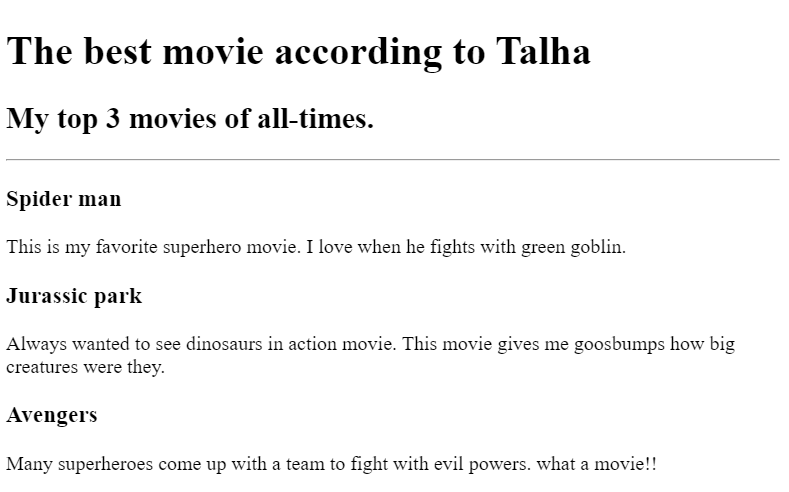 The best movie according to Talha
My top 3 movies of all-times.
Spider man
This is my favorite superhero movie. I love when he fights with green goblin.
Jurassic park
Always wanted to see dinosaurs in action movie. This movie gives me goosbumps how big
creatures were they.
Avengers
Many superheroes come up with a team to fight with evil powers. what a movie!!